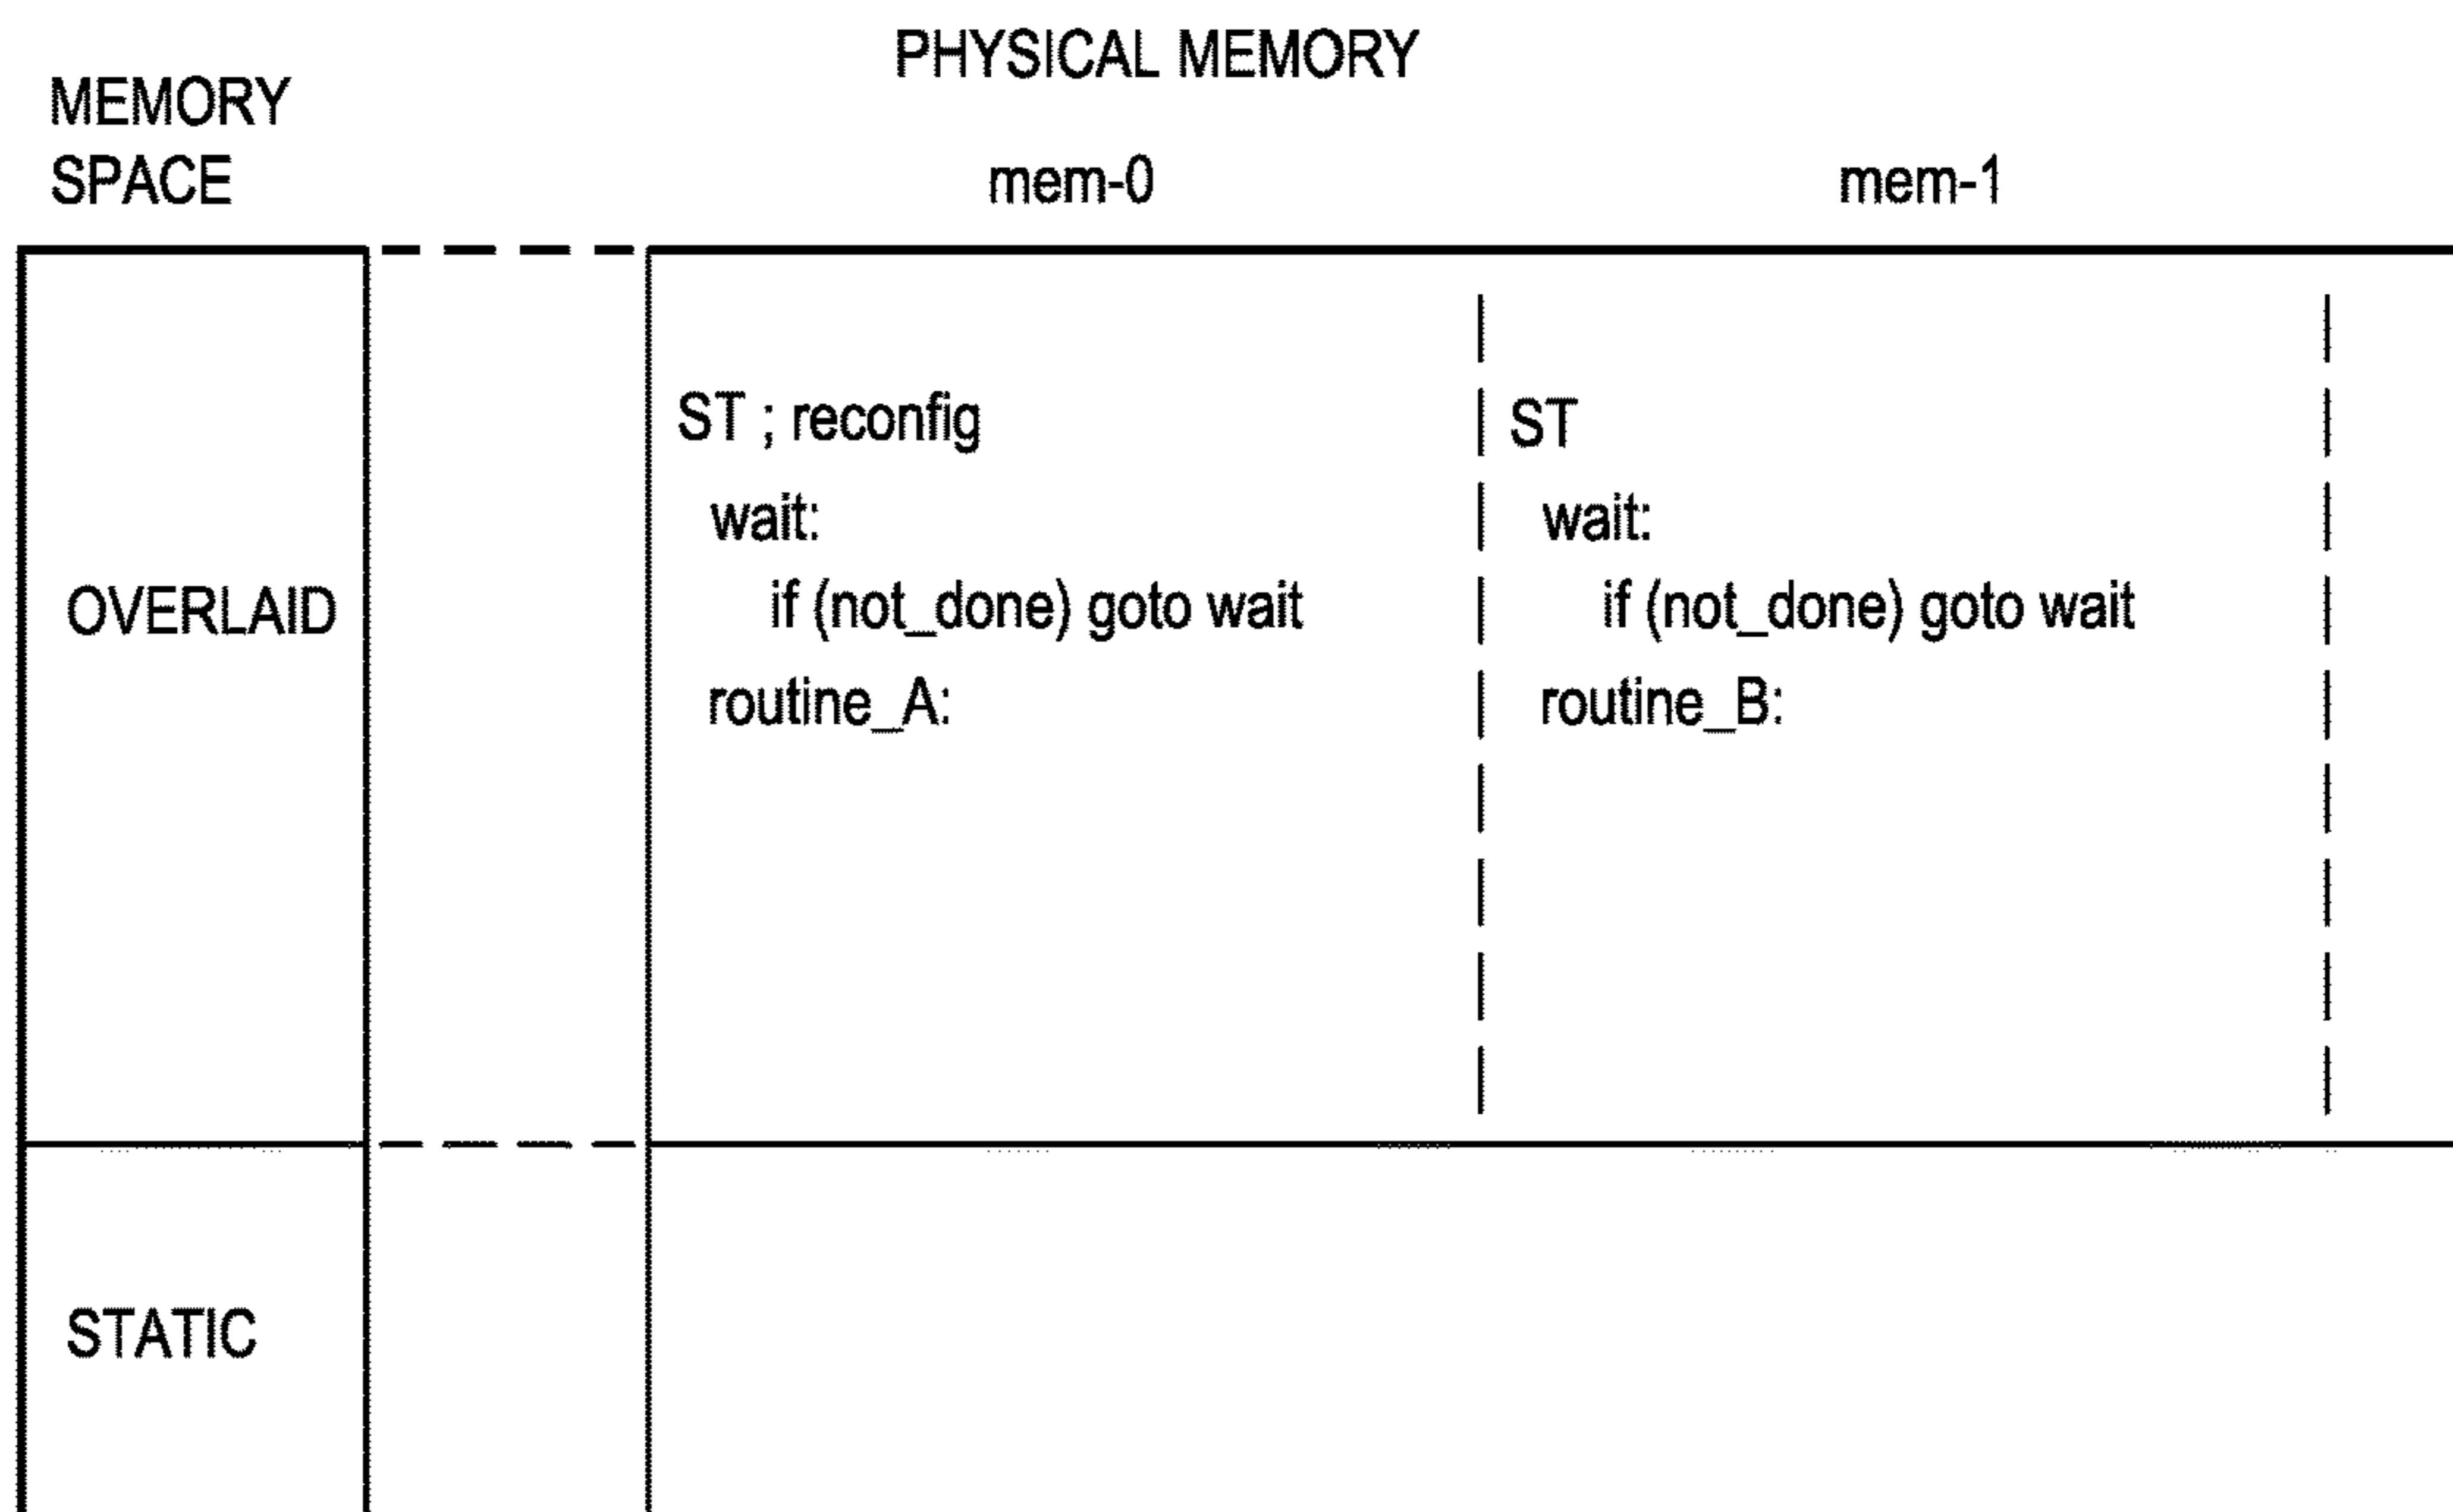 PHYSICAL MEMORY
MEMORY
SPACE
mem-0
mem-1
ST ; reconfig
wait:
if (not_done) goto wait
routine_A:
ST
wait:
if (not_done) goto wait
routine_B:
OVERLAID
STATIC